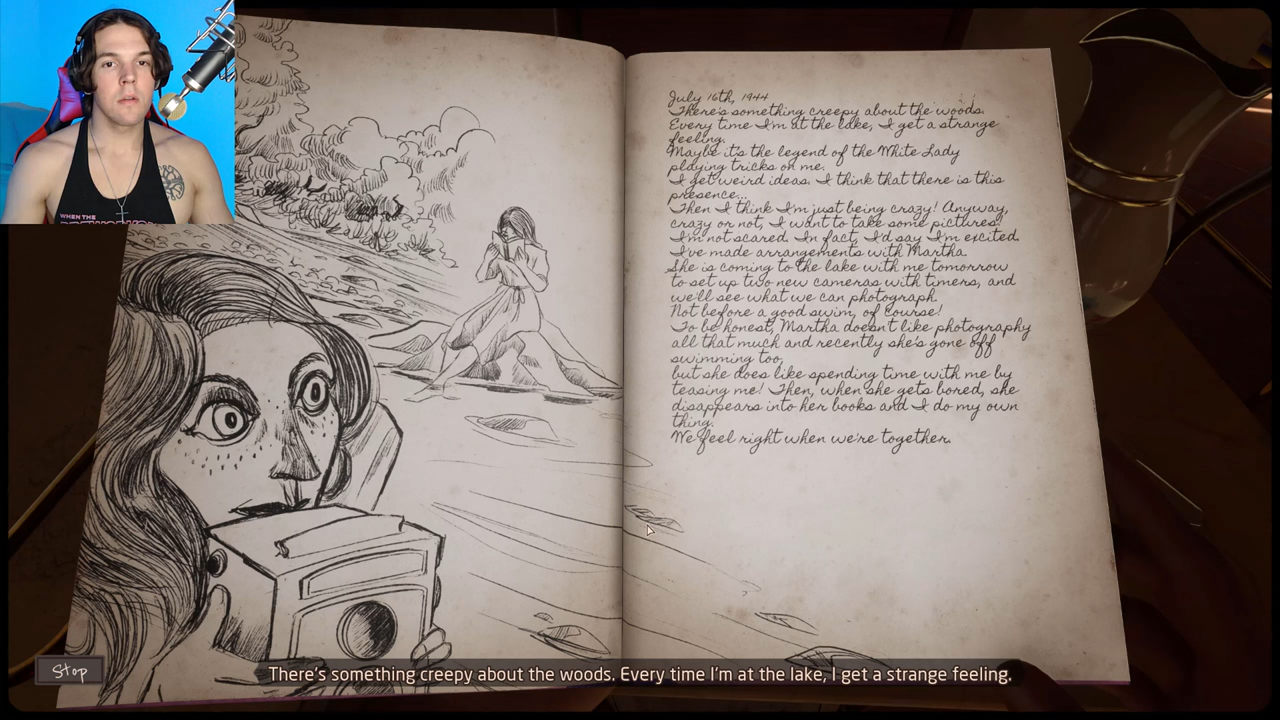 WHEN THE
July 16th, 1944
There's something creepy about the woods.
Every time I'm at the lake, I get a strange
feeling.
Maybe it's the legend of the White Lady
playing tricks on me.
I get weird ideas. I think that there is this
presence...
Then I think I'm just being crazy! Anyway,
crazy or not, I want to take some pictures.
I'm not scared. In fact, I'd say I'm excited.
I've made arrangements with Martha.
She is coming to the lake with me tomorrow
to set up two new cameras with timers, and
we'll see what we can photograph.
Not before a good swim, of course!
To be honest, Martha doesn't like photography
all that much and recently she's gone off
swimming too,
but she does like spending time with me by
teasing me! Then, when she gets bored, she
disappears into her books and I do my own
thing.
We feel right when we're together.
Stop
There's something creepy about the woods. Every time I'm at the lake, I get a strange feeling.